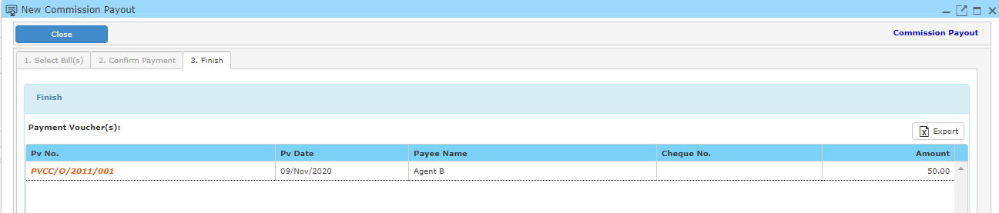 New Commission Payout
Close
Commission Payout
1. Select Bill(s) 2. Confirm Payment 3. Finish
Finish
Payment Voucher(s):
Export
Pv No. Pv Date Payee Name Cheque No. Amount
PVCC/O/2011/001 09/Nov/2020 Agent B 50.00